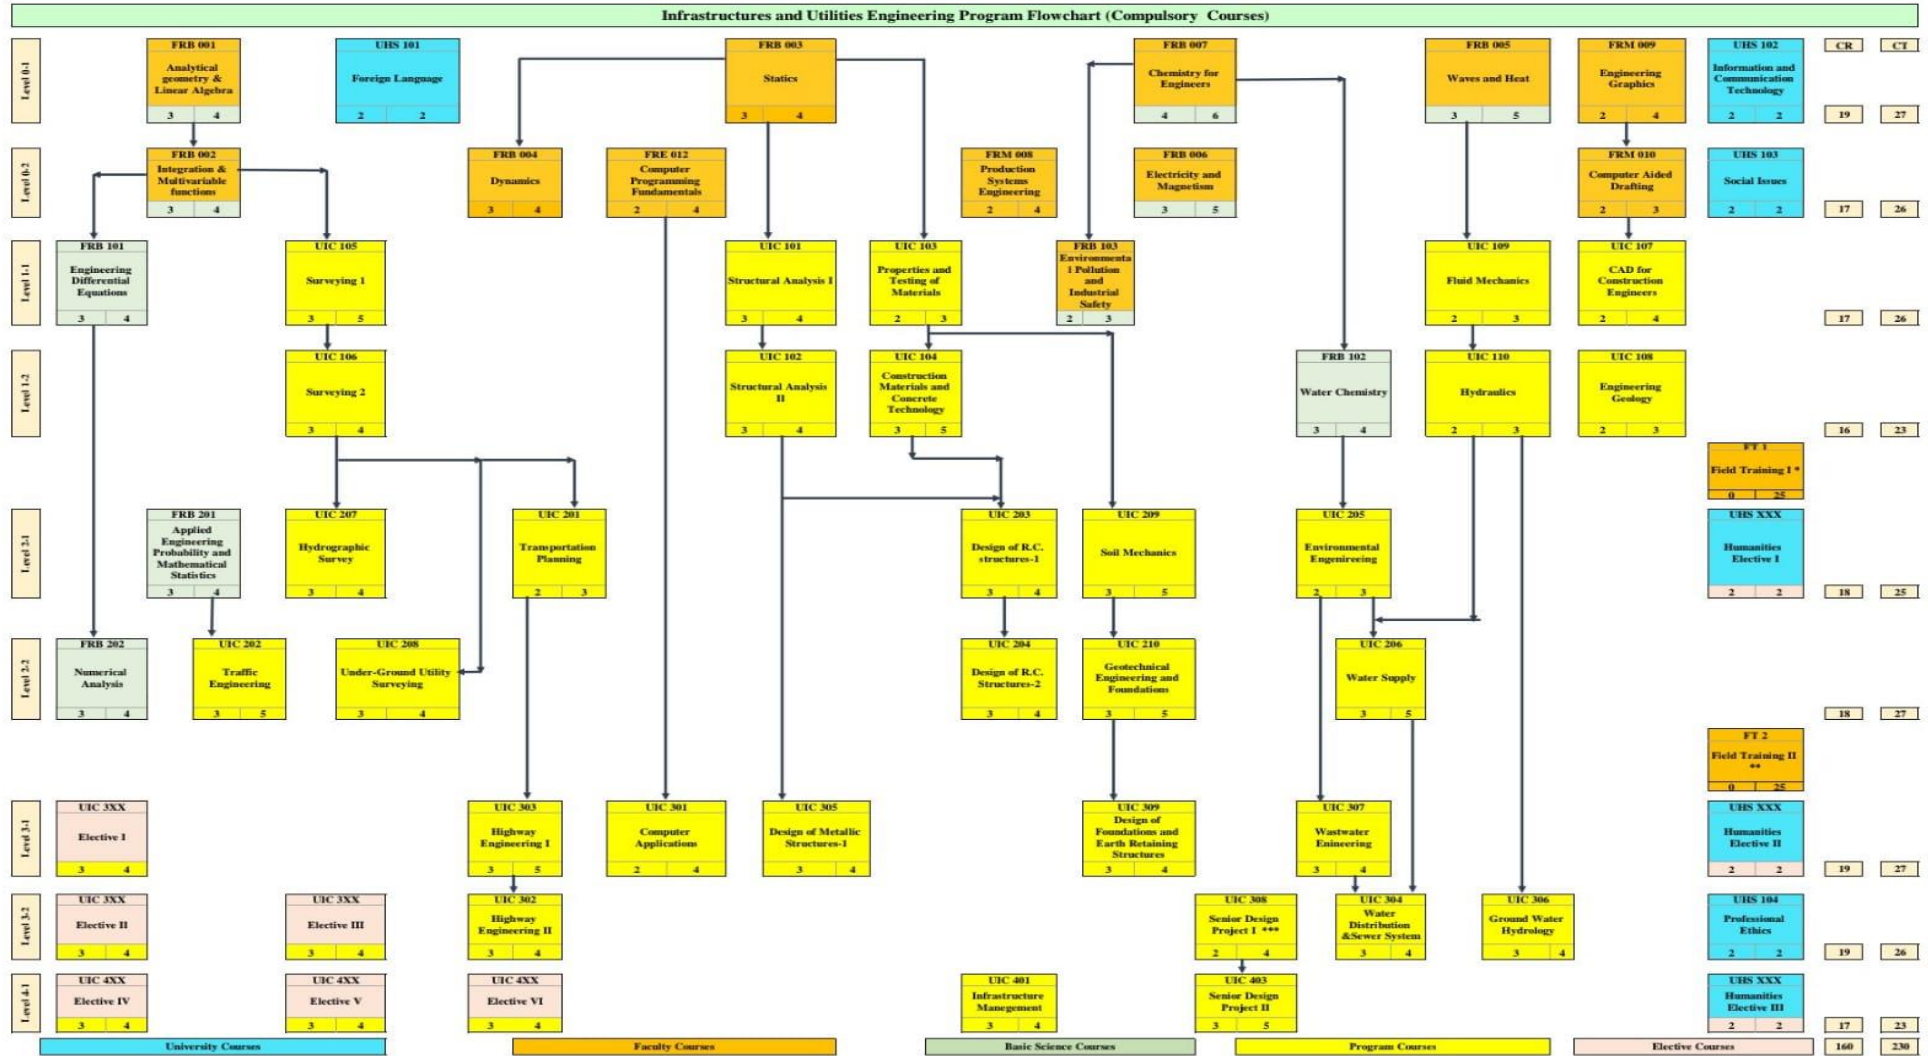 Infrastructures and Utilities Engineering Program Flowchart (Compulsory Courses)
Level 0-1
FRB 001
Analytical
geometry &
Linear Algebra
3 4
UHS 101
Foreign Language
2 2
FRB 003
Statics
3 4
FRB 007
Chemistry for
Engineers
4 6
FRB 005
Waves and Heat
3 5
FRM 009
Engineering
Graphics
2 4
UHS 102
Information and
Communication
Technology
2 2
CR
19
CT
27
Level 0-2
FRB 002
Integration &
Multivariable
functions
3 4
FRB 004
Dynamics
3 4
FRE 012
Computer
Programming
Fundamentals
2 4
FRM 008
Production
Systems
Engineering
2 4
FRB 006
Electricity and
Magnetism
3 5
FRM 010
Computer Aided
Drafting
2 3
UHS 103
Social Issues
2 2
17
26
Level 1-1
FRB 101
Engineering
Differential
Equations
3 4
UIC 105
Surveying 1
3 5
UIC 101
Structural Analysis I
3 4
UIC 103
Properties and
Testing of
Materials
2 3
FRB 103
Environmenta
l Pollution
and
Industrial
Safety
2 3
UIC 109
Fluid Mechanics
2 3
UIC 107
CAD for
Construction
Engineers
2 4
17
26
Level 1-2
UIC 106
Surveying 2
3 4
UIC 102
Structural Analysis
II
3 4
UIC 104
Construction
Materials and
Concrete
Technology
3 5
FRB 102
Water Chemistry
3 4
UIC 110
Hydraulics
2 3
UIC 108
Engineering
Geology
2 3
16
23
FT 1
Field Training I *
0 25
Level 2-1
FRB 201
Applied
Engineering
Probability and
Mathematical
Statistics
3 4
UIC 207
Hydrographic
Survey
3 4
UIC 201
Transportation
Planning
2 3
UIC 203
Design of R.C.
structures-1
3 4
UIC 209
Soil Mechanics
3 5
UIC 205
Environmental
Engenireeing
2 3
UHS XXX
Humanities
Elective I
2 2
18
25
Level 2-2
FRB 202
Numerical
Analysis
3 4
UIC 202
Traffic
Engineering
3 5
UIC 208
Under-Ground Utility
Surveying
3 4
UIC 204
Design of R.C.
Structures-2
3 4
UIC 210
Geotechnical
Engineering and
Foundations
3 5
UIC 206
Water Supply
3 5
18
27
FT 2
Field Training II
**
0 25
Level 3-1
UIC 3XX
Elective I
3 4
UIC 303
Highway
Engineering I
3 5
UIC 301
Computer
Applications
2 4
UIC 305
Design of Metallic
Structures-1
3 4
UIC 309
Design of
Foundations and
Earth Retaining
Structures
3 4
UIC 307
Wastwater
Enineering
3 4
UHS XXX
Humanities
Elective II
2 2
19
27
Level 3-2
UIC 3XX
Elective II
3 4
UIC 3XX
Elective III
3 4
UIC 302
Highway
Engineering II
3 4
UIC 308
Senior Design
Project I ***
2 4
UIC 304
Water
Distribution
&Sewer System
3 4
UIC 306
Ground Water
Hydrology
3 4
UHS 104
Professional
Ethics
2 2
19
26
Level 4-1
UIC 4XX
Elective IV
3 4
UIC 4XX
Elective V
3 4
UIC 4XX
Elective VI
3 4
UIC 401
Infrastructure
Management
3 4
UIC 403
Senior Design
Project II
3 5
UHS XXX
Humanities
Elective III
2 2
17
23
University Courses
Faculty Courses
Basic Science Courses
Program Courses
Elective Courses
160
230